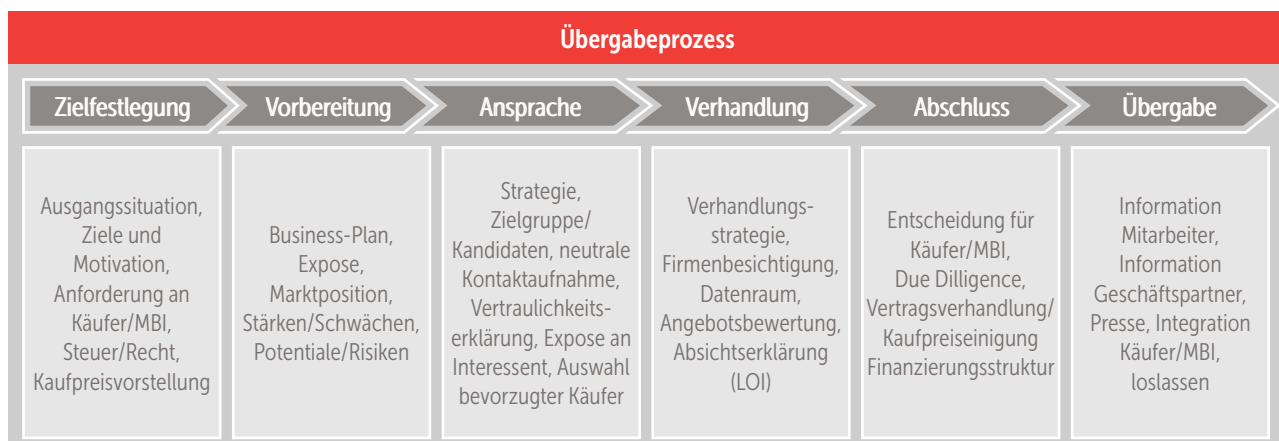 Übergabeprozess
Zielfestlegung
Vorbereitung
Ansprache
Verhandlung
Abschluss
Übergabe
Ausgangssituation,
Ziele und
Motivation,
Anforderung an
Käufer/MBI,
Steuer/Recht,
Kaufpreisvorstellung
Business-Plan,
Expose,
Marktposition,
Stärken/Schwächen,
Potentiale/Risiken
Strategie,
Zielgruppe/
Kandidaten, neutrale
Kontaktaufnahme,
Vertraulichkeits-
erklärung, Expose an
Interessent, Auswahl
bevorzugter Käufer
Verhandlungs-
strategie,
Firmenbesichtigung,
Datenraum,
Angebotsbewertung,
Absichtserklärung
(LOI)
Entscheidung für
Käufer/MBI,
Due Dilligence,
Vertragsverhandlung/
Kaufpreiseinigung
Finanzierungsstruktur
Information
Mitarbeiter,
Information
Geschäftspartner,
Presse, Integration
Käufer/MBI,
loslassen